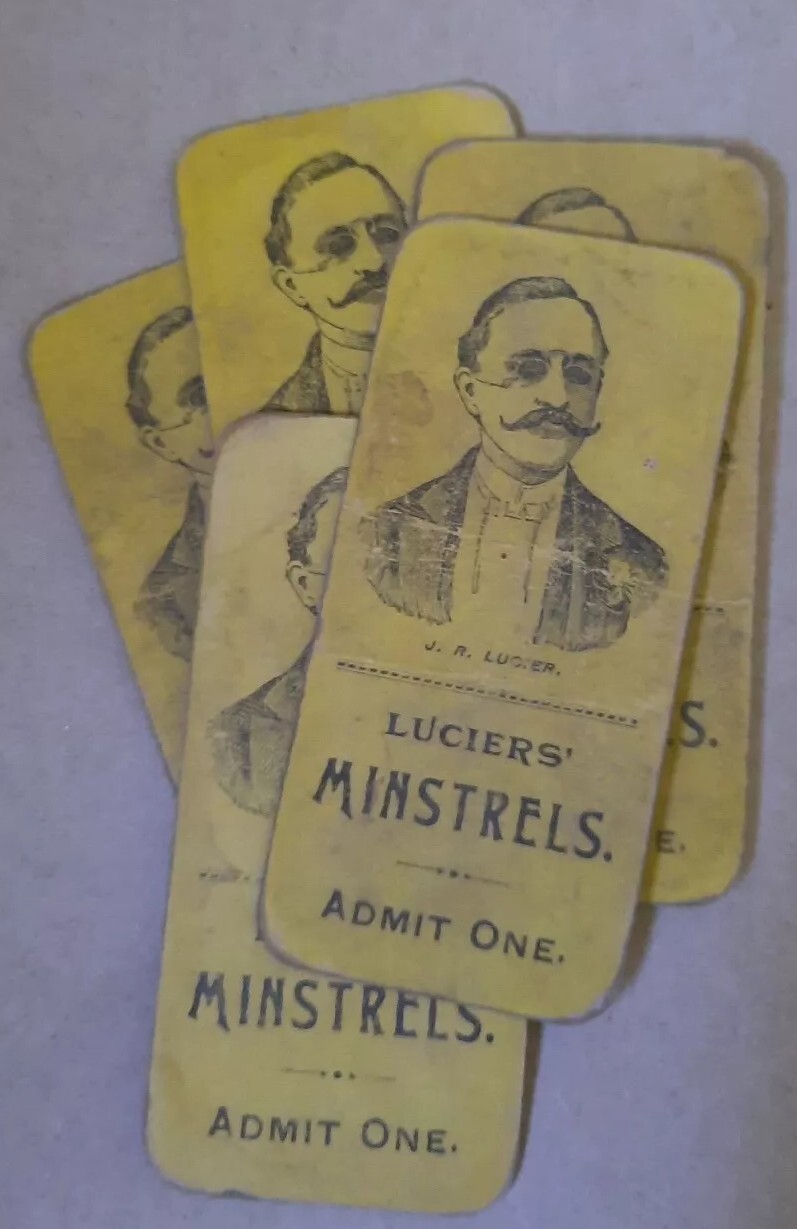 J. R. LUCIER.
LUCIERS'
MINSTRELS.
ADMIT ONE.
S.
E.
MINSTRELS.
ADMIT ONE.